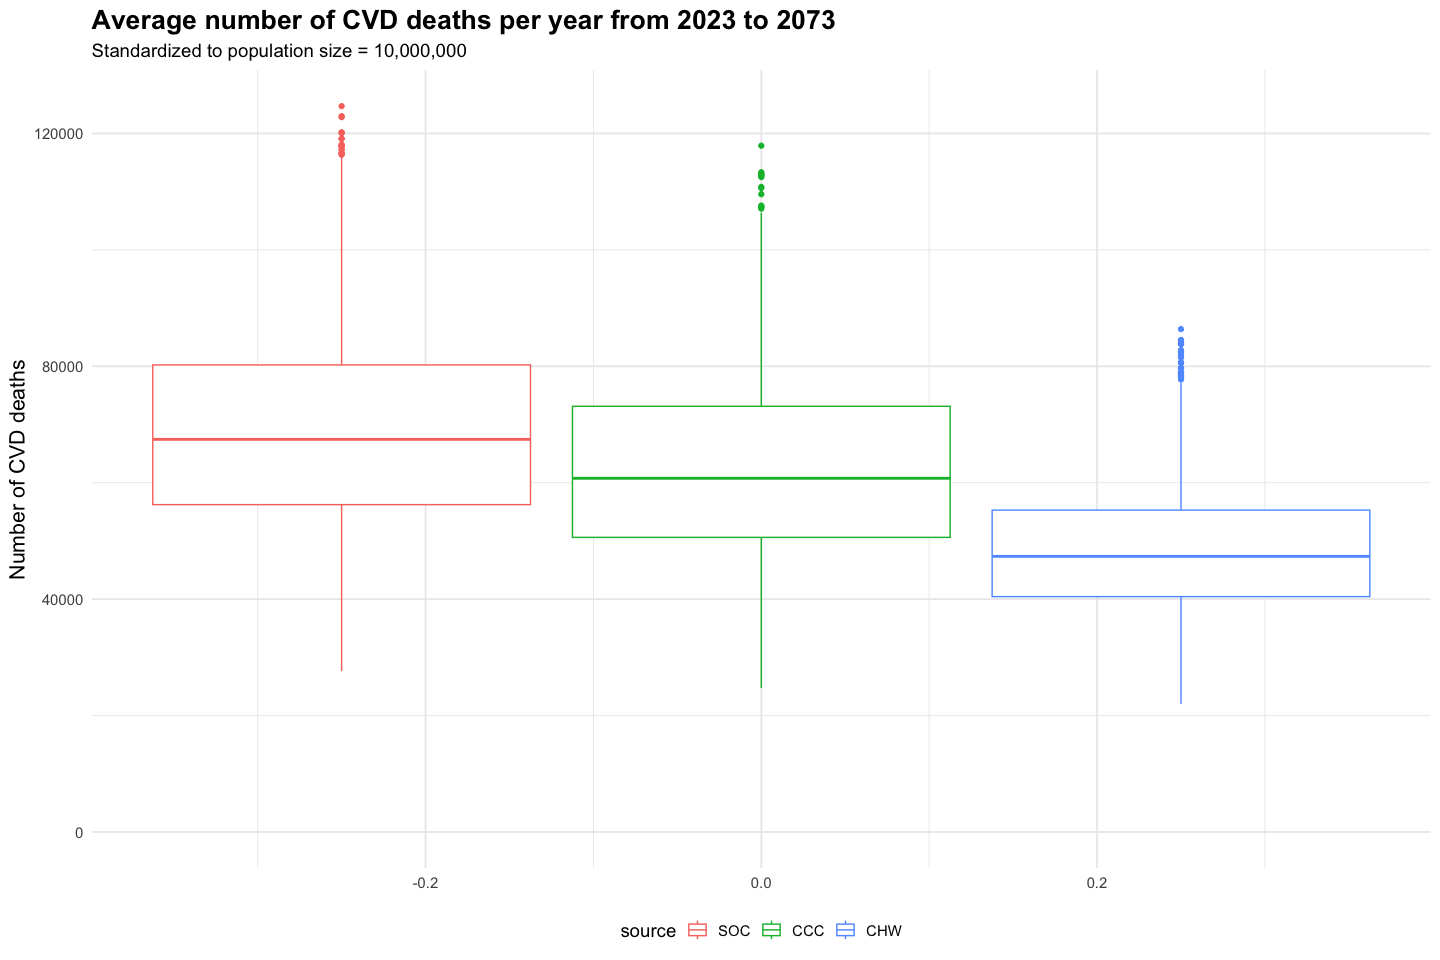 Average number of CVD deaths per year from 2023 to 2073
Standardized to population size = 10,000,000
Number of CVD deaths
120000
80000
40000
0
-0.2 0.0 0.2
source SOC CCC CHW